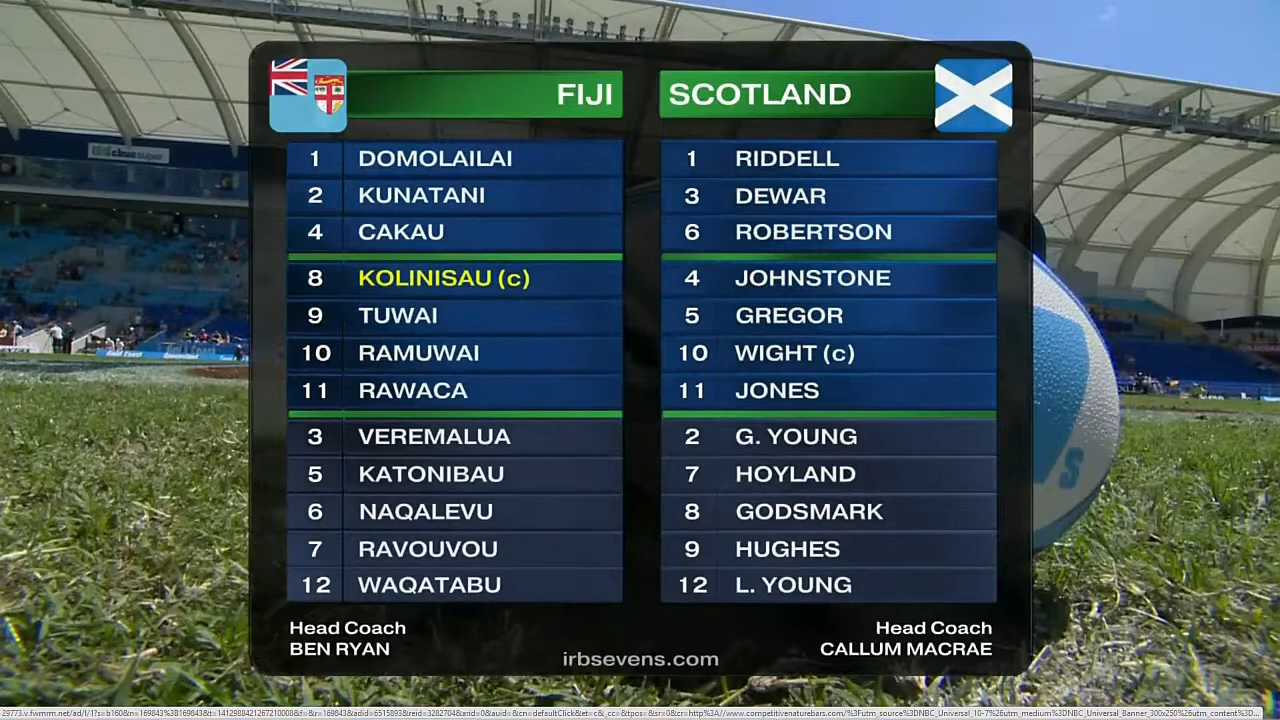 FIJI SCOTLAND
1 DOMOLAILAI 1 RIDDELL
2 KUNATANI 3 DEWAR
4 CAKAU 6 ROBERTSON
8 KOLINISAU (c) 4 JOHNSTONE
9 TUWAI 5 GREGOR
10 RAMUWAI 10 WIGHT (c)
11 RAWACA 11 JONES
3 VEREMALUA 2 G. YOUNG
5 KATONIBAU 7 HOYLAND
6 NAQALEVU 8 GODSMARK
7 RAVOUVOU 9 HUGHES
12 WAQATABU 12 L. YOUNG
Head Coach Head Coach
BEN RYAN CALLUM MACRAE
irbsevens.com
cbus super
S